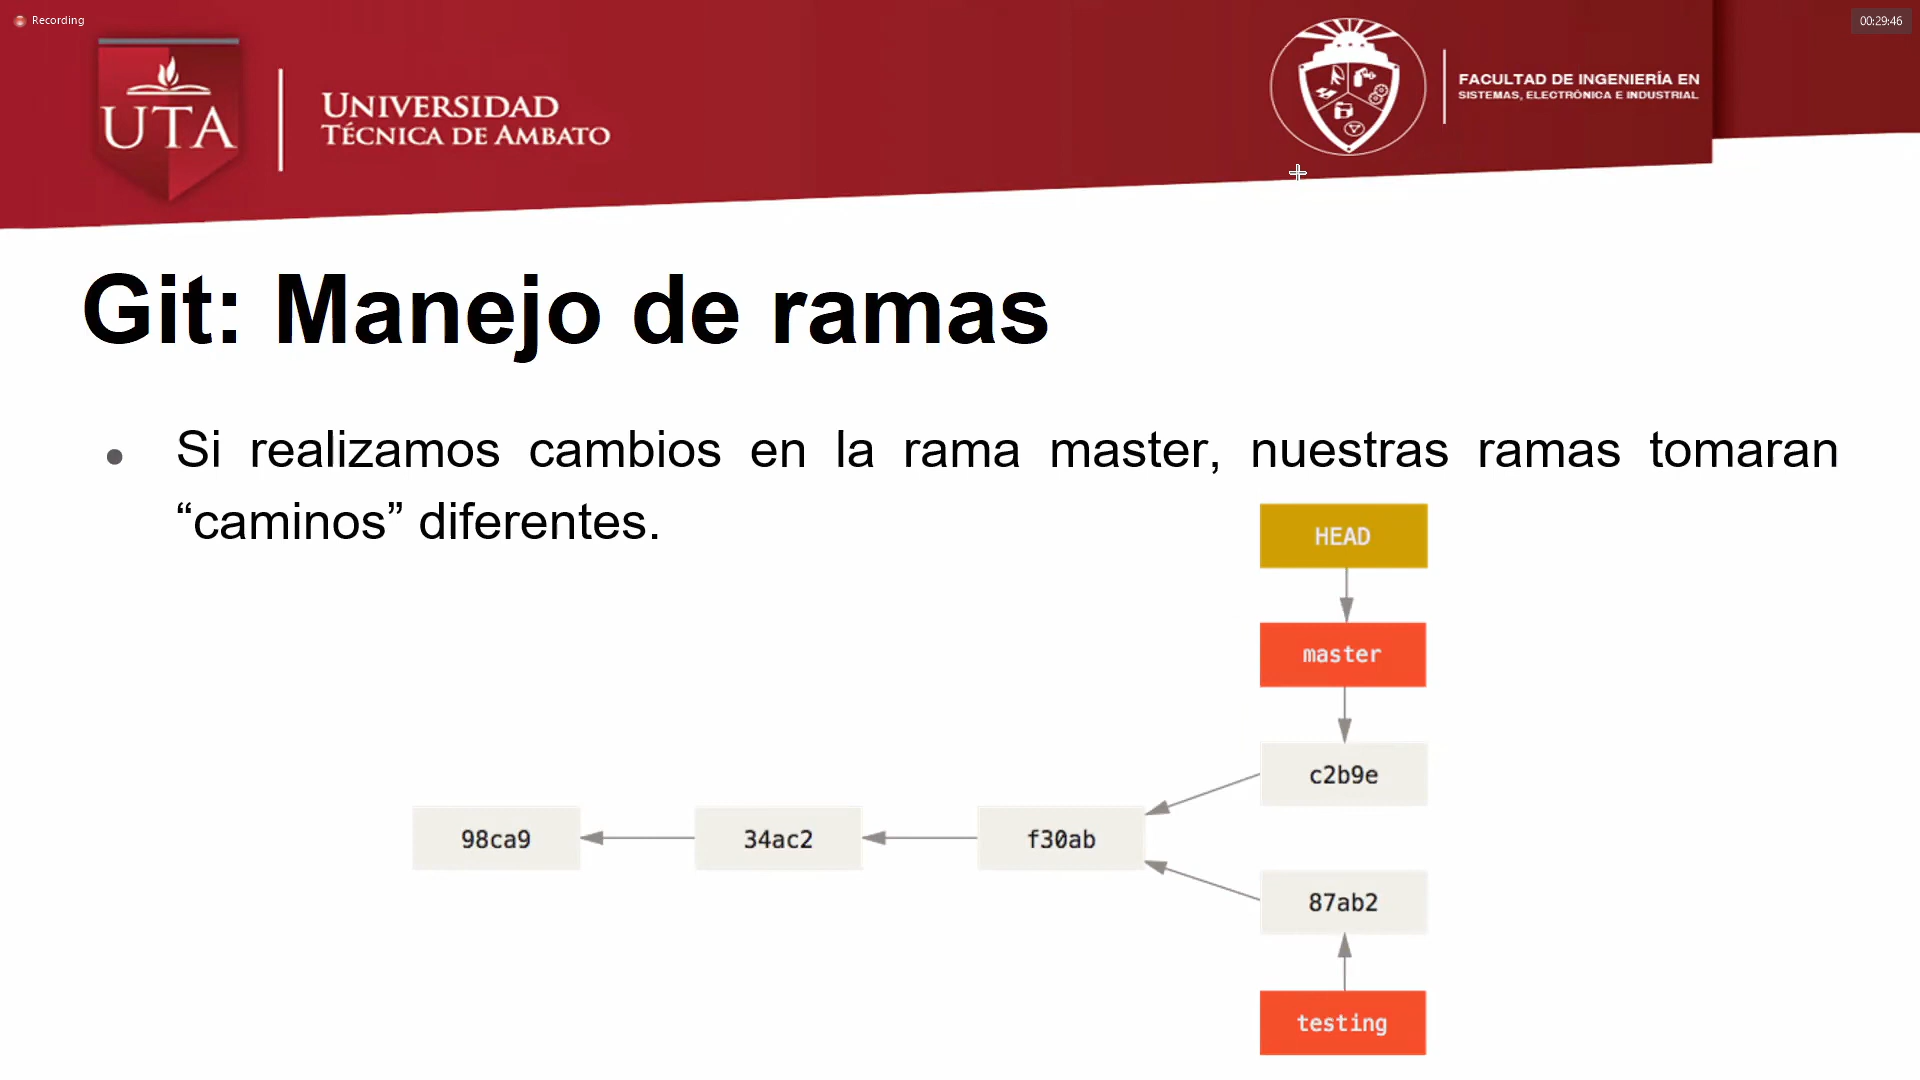 Recording
00:29:46
UTA
UNIVERSIDAD
TÉCNICA DE AMBATO
FACULTAD DE INGENIERÍA EN
SISTEMAS, ELECTRÓNICA E INDUSTRIAL
Git: Manejo de ramas
● Si realizamos cambios en la rama master, nuestras ramas tomaran
“caminos” diferentes.
HEAD
master
c2b9e
98ca9 34ac2 f30ab
87ab2
testing